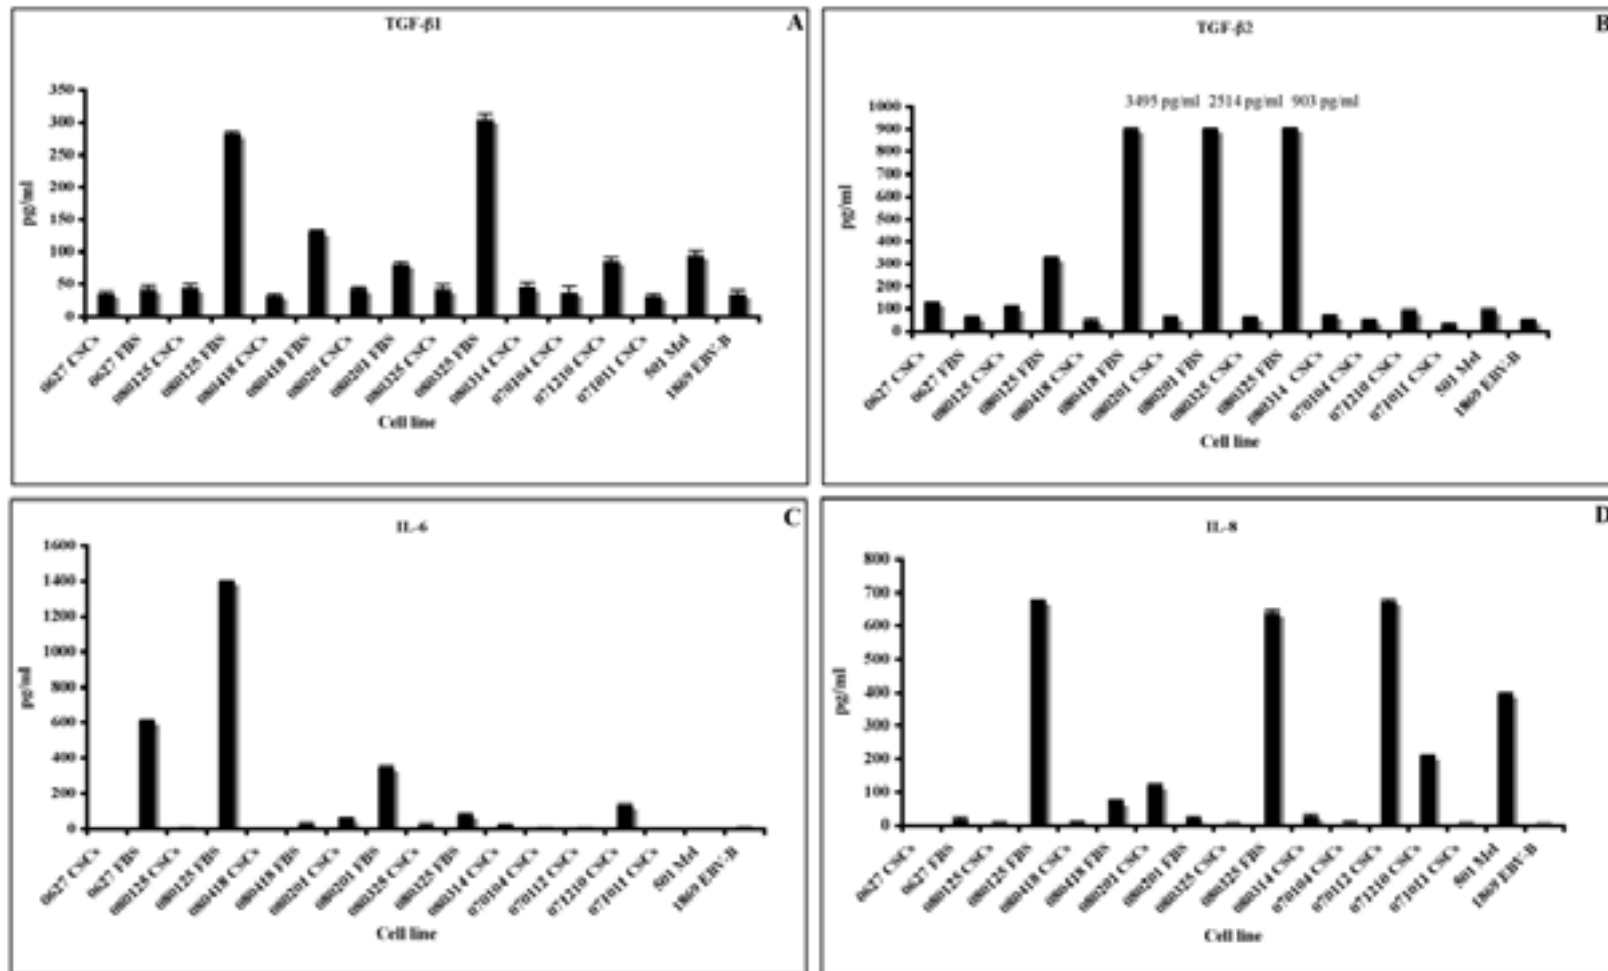 A
TGF-β1
350
300
250
200
150
100
50
0
pg/ml
0627 CSCs
0627 FBS
080125 CSCs
080125 FBS
080418 CSCs
080418 FBS
08020 CSCs
080201 FBS
080325 CSCs
080325 FBS
080314 CSCs
070104 CSCs
071210 CSCs
071011 CSCs
501 Mel
1869 EBV-B
Cell line
B
TGF-β2
3495 pg/ml 2514 pg/ml 903 pg/ml
1000
900
800
700
600
500
400
300
200
100
0
pg/ml
0627 CSCs
0627 FBS
080125 CSCs
080125 FBS
080418 CSCs
080418 FBS
080201 CSCs
080201 FBS
080325 CSCs
080325 FBS
080314 CSCs
070104 CSCs
071210 CSCs
071011 CSCs
501 Mel
1869 EBV-B
Cell line
C
IL-6
1600
1400
1200
1000
800
600
400
200
0
pg/ml
0627 CSCs
0627 FBS
080125 CSCs
080125 FBS
080418 CSCs
080418 FBS
080201 CSCs
080201 FBS
080325 CSCs
080325 FBS
080314 CSCs
070104 CSCs
070112 CSCs
071210 CSCs
071011 CSCs
501 Mel
1869 EBV-B
Cell line
D
IL-8
800
700
600
500
400
300
200
100
0
pg/ml
0627 CSCs
0627 FBS
080125 CSCs
080125 FBS
080418 CSCs
080418 FBS
080201 CSCs
080201 FBS
080325 CSCs
080325 FBS
080314 CSCs
070104 CSCs
070112 CSCs
071210 CSCs
071011 CSCs
501 Mel
1869 EBV-B
Cell line